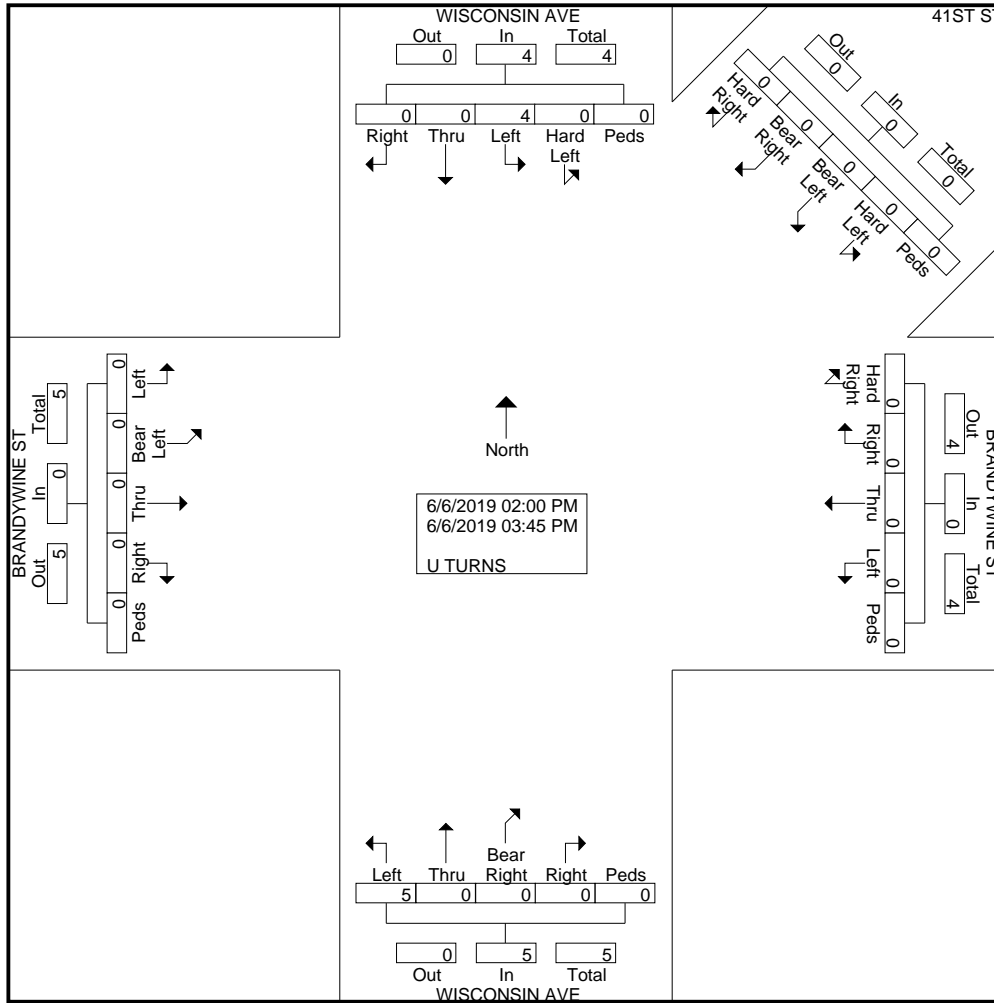 WISCONSIN AVE
Out In Total
0 4 4
0 0 4 0 0
Right Thru Left Hard Left Peds
41ST ST
Out 0
In 0
Total 0
0 Hard Right
0 Bear Right
0 Bear Left
0 Hard Left
0 Peds
BRANDYWINE ST
Total 5
In 0
Out 5
0 Left
0 Bear Left
0 Thru
0 Right
0 Peds
North
6/6/2019 02:00 PM
6/6/2019 03:45 PM
U TURNS
Hard Right 0
Right 0
Thru 0
Left 0
Peds 0
Out 4
In 0
Total 4
BRANDYWINE ST
Left Thru Bear Right Right Peds
5 0 0 0 0
0 5 5
Out In Total
WISCONSIN AVE